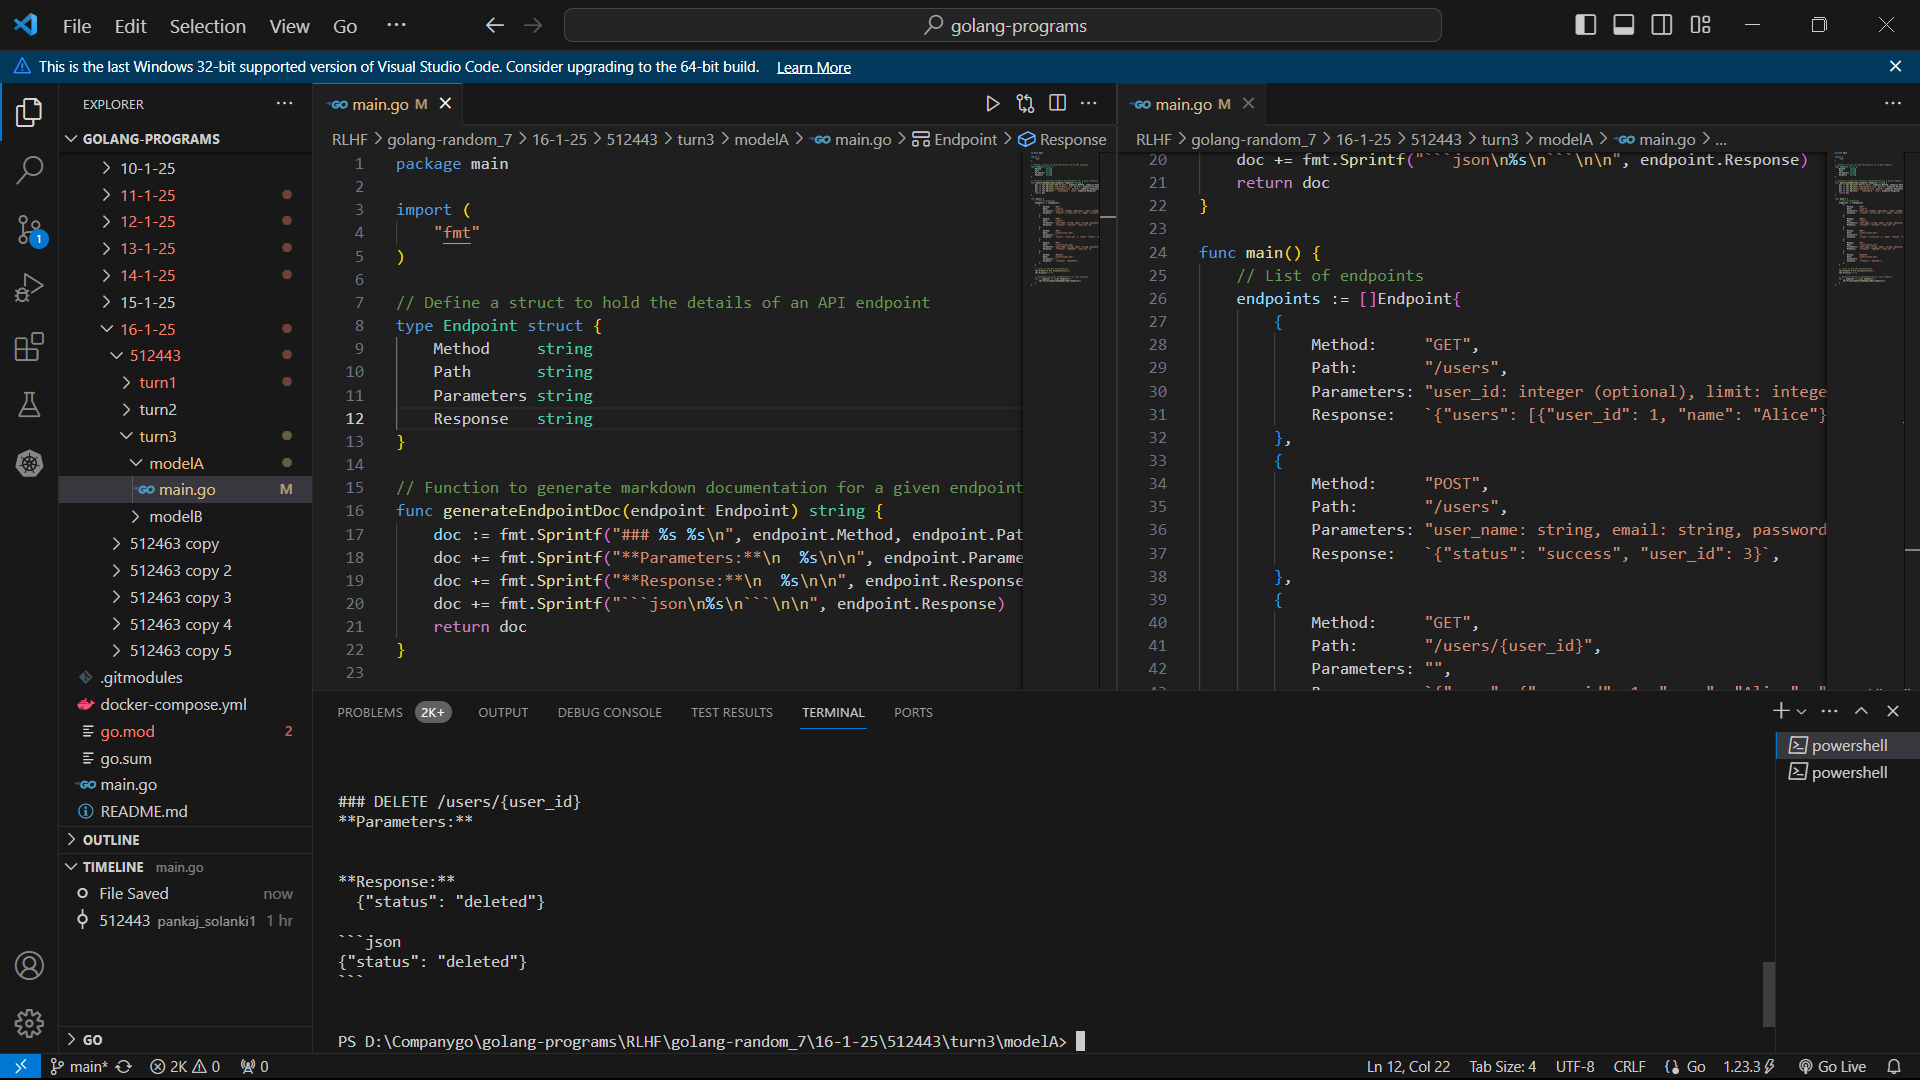 File Edit Selection View Go ··· golang-programs
This is the last Windows 32-bit supported version of Visual Studio Code. Consider upgrading to the 64-bit build. Learn More
EXPLORER ···
GOLANG-PROGRAMS
10-1-25
11-1-25
12-1-25
13-1-25
14-1-25
15-1-25
16-1-25
512443
turn1
turn2
turn3
modelA
main.go M
modelB
512463 copy
512463 copy 2
512463 copy 3
512463 copy 4
512463 copy 5
.gitmodules
docker-compose.yml
go.mod 2
go.sum
main.go
README.md
OUTLINE
TIMELINE main.go
File Saved now
512443 pankaj_solanki1 1 hr
GO
1
main.go M
RLHF > golang-random_7 > 16-1-25 > 512443 > turn3 > modelA > main.go > Endpoint > Response
1 package main
2
3 import (
4 "fmt"
5 )
6
7 // Define a struct to hold the details of an API endpoint
8 type Endpoint struct {
9 Method string
10 Path string
11 Parameters string
12 Response string
13 }
14
15 // Function to generate markdown documentation for a given endpoint
16 func generateEndpointDoc(endpoint Endpoint) string {
17 doc := fmt.Sprintf("### %s %s\n", endpoint.Method, endpoint.Pat
18 doc += fmt.Sprintf("**Parameters:**\n  %s\n\n", endpoint.Parame
19 doc += fmt.Sprintf("**Response:**\n  %s\n\n", endpoint.Response
20 doc += fmt.Sprintf("```json\n%s\n```\n\n", endpoint.Response)
21 return doc
22 }
23
main.go M
RLHF > golang-random_7 > 16-1-25 > 512443 > turn3 > modelA > main.go > ...
20 doc += fmt.Sprintf("```json\n%s\n```\n\n", endpoint.Response)
21 return doc
22 }
23
24 func main() {
25 // List of endpoints
26 endpoints := []Endpoint{
27 {
28 Method: "GET",
29 Path: "/users",
30 Parameters: "user_id: integer (optional), limit: intege
31 Response: `{"users": [{"user_id": 1, "name": "Alice"}
32 },
33 {
34 Method: "POST",
35 Path: "/users",
36 Parameters: "user_name: string, email: string, password
37 Response: `{"status": "success", "user_id": 3}`,
38 },
39 {
40 Method: "GET",
41 Path: "/users/{user_id}",
42 Parameters: "",
PROBLEMS 2K+ OUTPUT DEBUG CONSOLE TEST RESULTS TERMINAL PORTS
### DELETE /users/{user_id}
**Parameters:**
**Response:**
{"status": "deleted"}
```json
{"status": "deleted"}
```
PS D:\Companygo\golang-programs\RLHF\golang-random_7\16-1-25\512443\turn3\modelA>
powershell
powershell
main* 2K 0 0 Ln 12, Col 22 Tab Size: 4 UTF-8 CRLF Go 1.23.3 Go Live